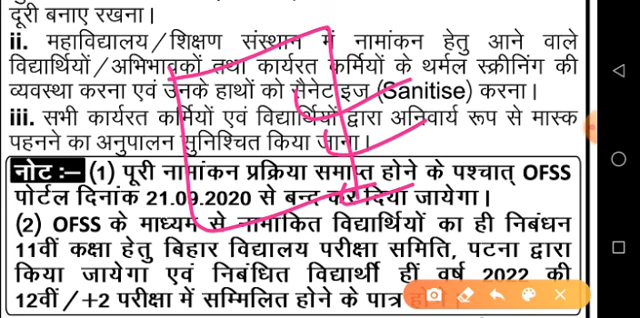 दूरी बनाए रखना।
ii. महाविद्यालय/शिक्षण संस्थान में नामांकन हेतु आने वाले
विद्यार्थियों/अभिभावकों तथा कार्यरत कर्मियों के थर्मल स्क्रीनिंग की
व्यवस्था करना एवं उनके हाथों को सैनेटाइज (Sanitise) करना।
iii. सभी कार्यरत कर्मियों एवं विद्यार्थियों द्वारा अनिवार्य रूप से मास्क
पहनने का अनुपालन सुनिश्चित किया जाना।
नोट :— (1) पूरी नामांकन प्रक्रिया समाप्त होने के पश्चात् OFSS
पोर्टल दिनांक 21.09.2020 से बन्द कर दिया जायेगा।
(2) OFSS के माध्यम से नामांकित विद्यार्थियों का ही निबंधन
11वीं कक्षा हेतु बिहार विद्यालय परीक्षा समिति, पटना द्वारा
किया जायेगा एवं निबंधित विद्यार्थी हीं वर्ष 2022 की
12वीं/+2 परीक्षा में सम्मिलित होने के पात्र